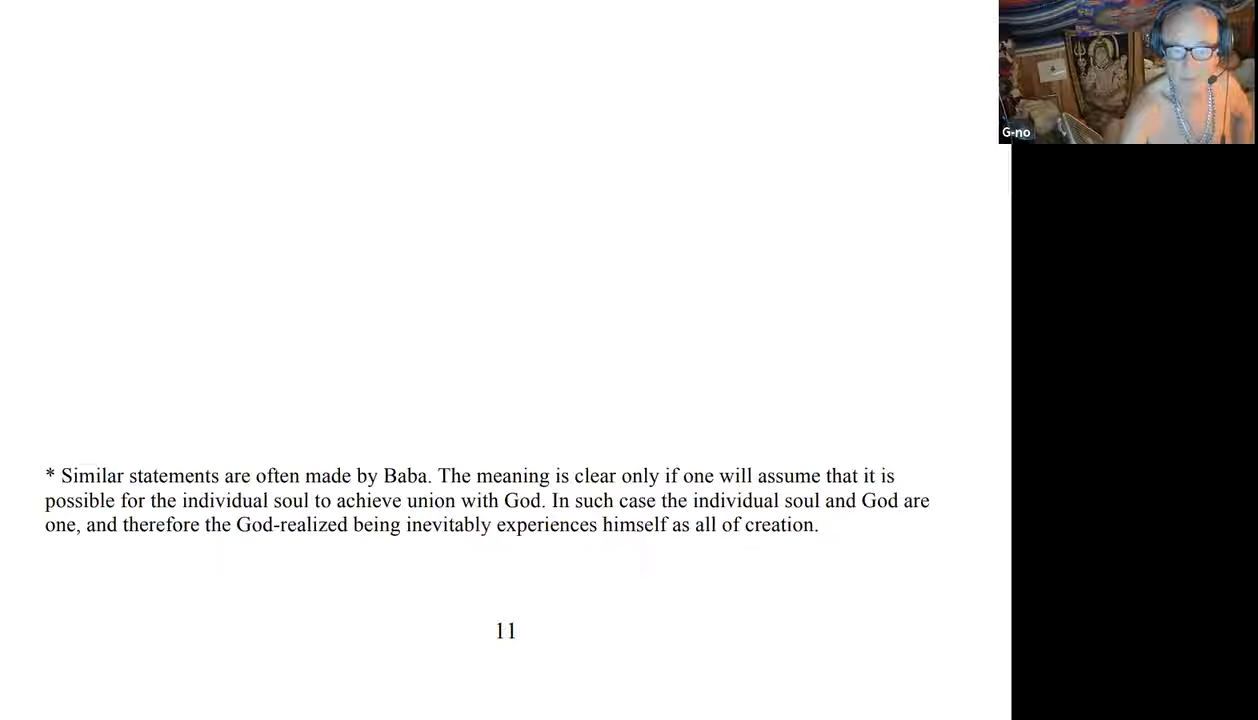 G-no
* Similar statements are often made by Baba. The meaning is clear only if one will assume that it is
possible for the individual soul to achieve union with God. In such case the individual soul and God are
one, and therefore the God-realized being inevitably experiences himself as all of creation.
11